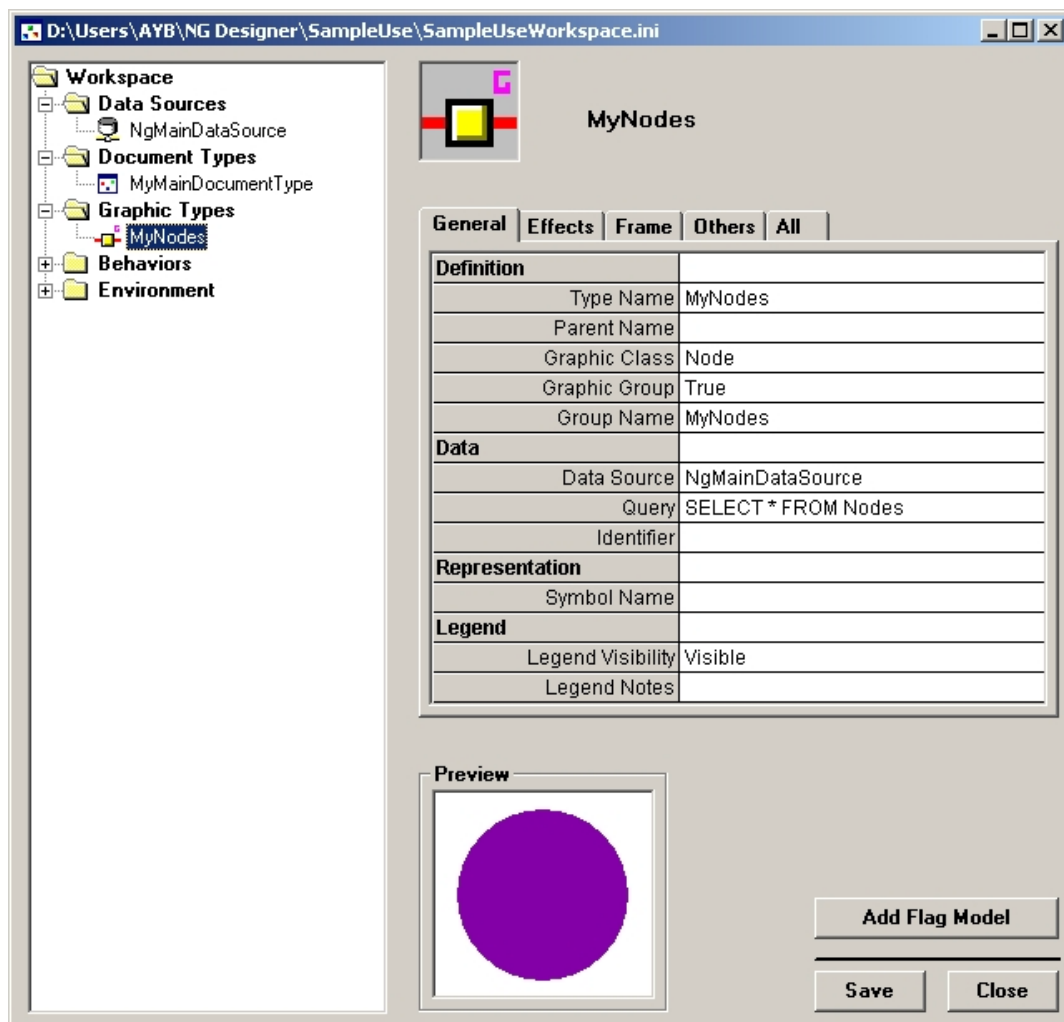 D:\Users\AYB\NG Designer\SampleUse\SampleUseWorkspace.ini
Workspace
Data Sources
NgMainDataSource
Document Types
MyMainDocumentType
Graphic Types
MyNodes
Behaviors
Environment
G
MyNodes
General Effects Frame Others All
Definition
Type Name MyNodes
Parent Name
Graphic Class Node
Graphic Group True
Group Name MyNodes
Data
Data Source NgMainDataSource
Query SELECT * FROM Nodes
Identifier
Representation
Symbol Name
Legend
Legend Visibility Visible
Legend Notes
Preview
Add Flag Model
Save Close